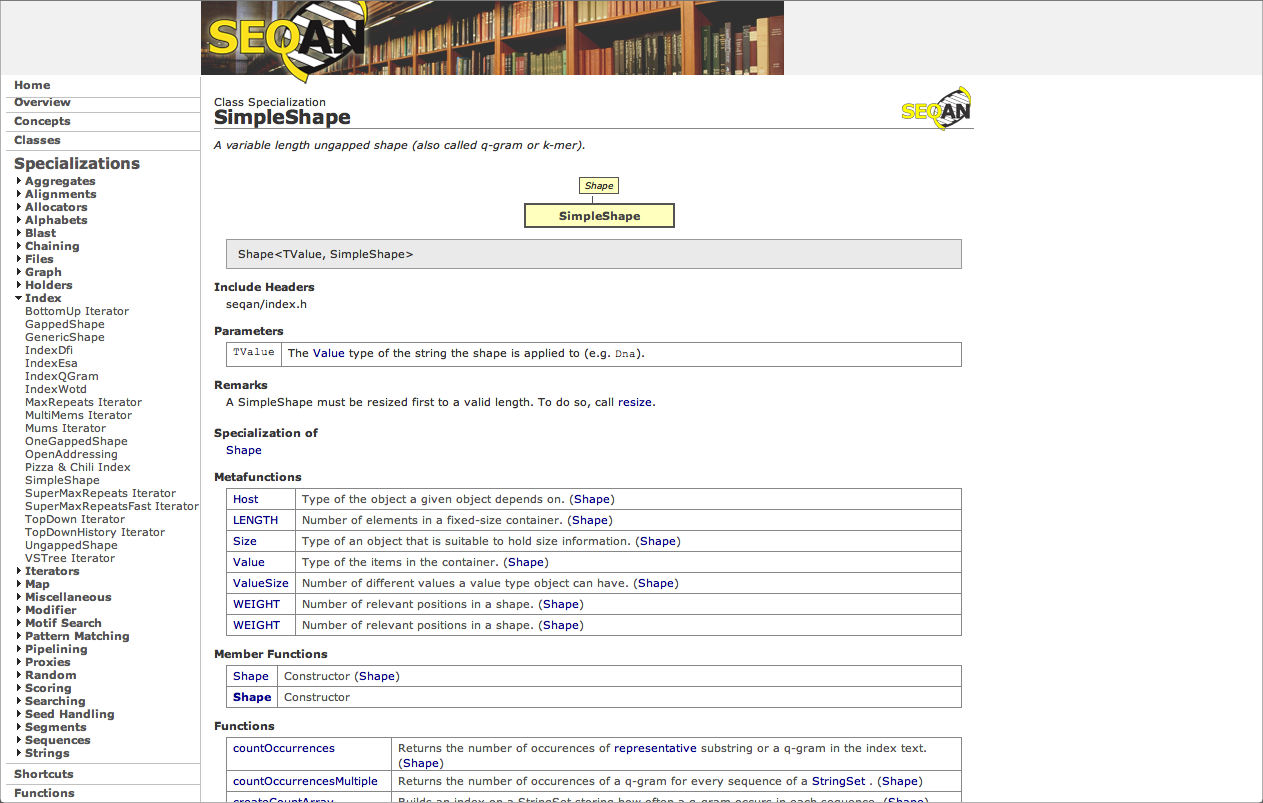 SEQAN
Home
Overview
Concepts
Classes
Specializations
Aggregates
Alignments
Allocators
Alphabets
Blast
Chaining
Files
Graph
Holders
Index
BottomUp Iterator
GappedShape
GenericShape
IndexDfi
IndexEsa
IndexQGram
IndexWotd
MaxRepeats Iterator
MultiMems Iterator
Mums Iterator
OneGappedShape
OpenAddressing
Pizza & Chili Index
SimpleShape
SuperMaxRepeats Iterator
SuperMaxRepeatsFast Iterator
TopDown Iterator
TopDownHistory Iterator
UngappedShape
VSTree Iterator
Iterators
Map
Miscellaneous
Modifier
Motif Search
Pattern Matching
Pipelining
Proxies
Random
Scoring
Searching
Seed Handling
Segments
Sequences
Strings
Shortcuts
Functions
Class Specialization
SimpleShape
SEQAN
A variable length ungapped shape (also called q-gram or k-mer).
Shape
SimpleShape
Shape<TValue, SimpleShape>
Include Headers
seqan/index.h
Parameters
TValue The Value type of the string the shape is applied to (e.g. Dna).
Remarks
A SimpleShape must be resized first to a valid length. To do so, call resize.
Specialization of
Shape
Metafunctions
Host Type of the object a given object depends on. (Shape)
LENGTH Number of elements in a fixed-size container. (Shape)
Size Type of an object that is suitable to hold size information. (Shape)
Value Type of the items in the container. (Shape)
ValueSize Number of different values a value type object can have. (Shape)
WEIGHT Number of relevant positions in a shape. (Shape)
WEIGHT Number of relevant positions in a shape. (Shape)
Member Functions
Shape Constructor (Shape)
Shape Constructor
Functions
countOccurrences Returns the number of occurences of representative substring or a q-gram in the index text.
(Shape)
countOccurrencesMultiple Returns the number of occurences of a q-gram for every sequence of a StringSet . (Shape)
createCountArray Builds an index on a StringSet storing how often a q-gram occurs in each sequence. (Shape)